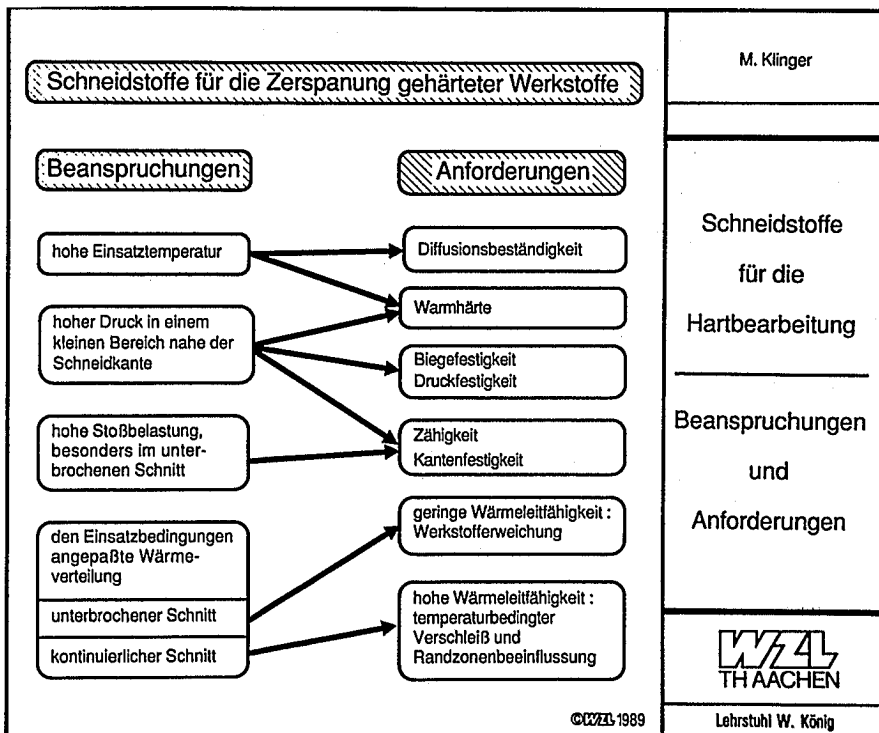 Schneidstoffe für die Zerspanung gehärteter Werkstoffe
Beanspruchungen
hohe Einsatztemperatur
hoher Druck in einem
kleinen Bereich nahe der
Schneidkante
hohe Stoßbelastung,
besonders im unter-
brochenen Schnitt
den Einsatzbedingungen
angepaßte Wärme-
verteilung
unterbrochener Schnitt
kontinuierlicher Schnitt
Anforderungen
Diffusionsbeständigkeit
Warmhärte
Biegefestigkeit
Druckfestigkeit
Zähigkeit
Kantenfestigkeit
geringe Wärmeleitfähigkeit :
Werkstofferweichung
hohe Wärmeleitfähigkeit :
temperaturbedingter
Verschleiß und
Randzonenbeeinflussung
©WZL 1989
M. Klinger
Schneidstoffe
für die
Hartbearbeitung
Beanspruchungen
und
Anforderungen
WZL
TH AACHEN
Lehrstuhl W. König